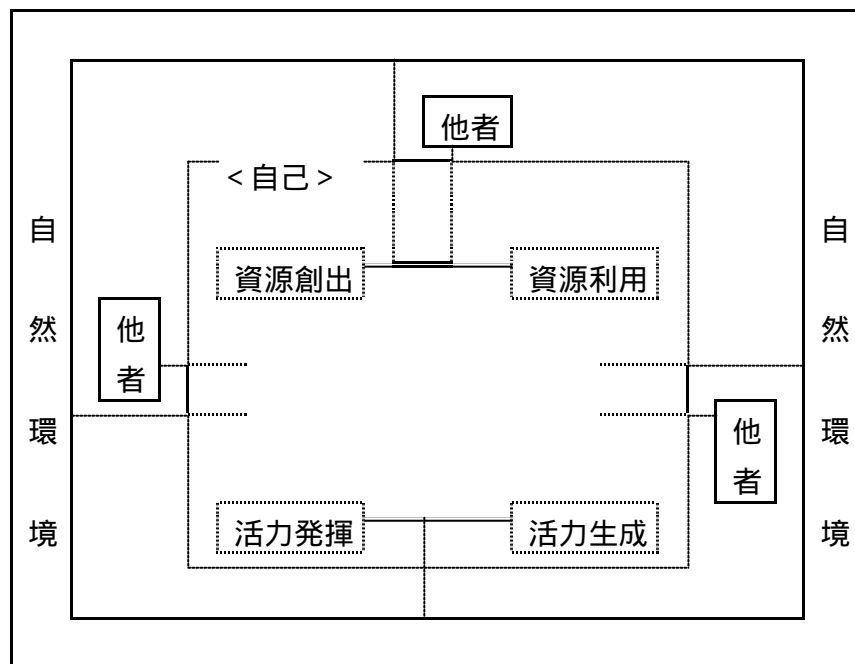 他者
<自己>
資源創出
資源利用
自然環境
他者
他者
自然環境
活力発揮
活力生成